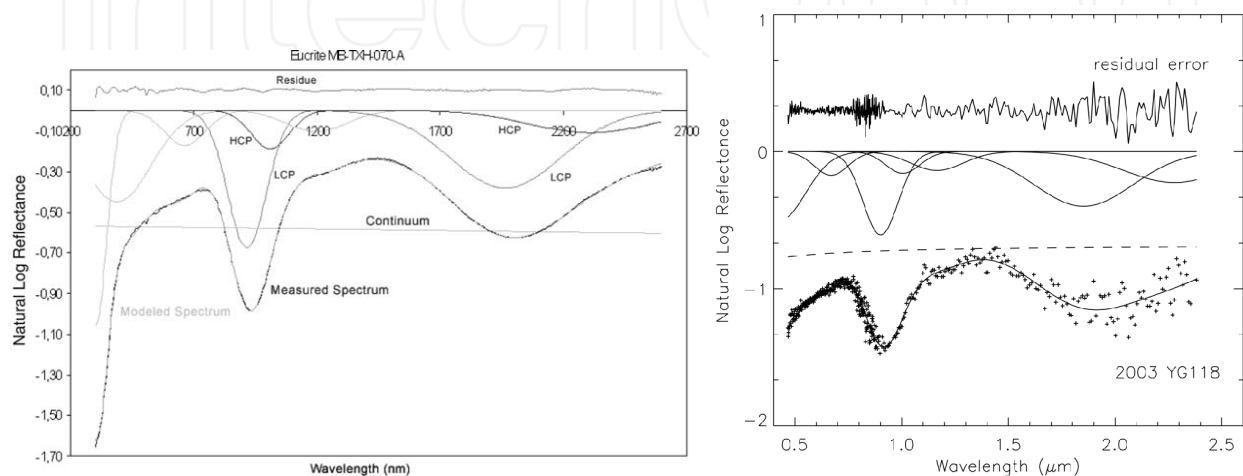 intechopen
Eucrite MB-TXH-070-A
Residue
0,10
-0,10
200
700
1200
1700
2200
2700
HCP
HCP
-0,30
LCP
LCP
-0,50
Continuum
-0,70
-0,90
Measured Spectrum
Modeled Spectrum
-1,10
-1,30
-1,50
-1,70
Natural Log Reflectance
Wavelength (nm)
1
residual error
0
-1
2003 YG118
-2
0.5
1.0
1.5
2.0
2.5
Natural Log Reflectance
Wavelength (μm)